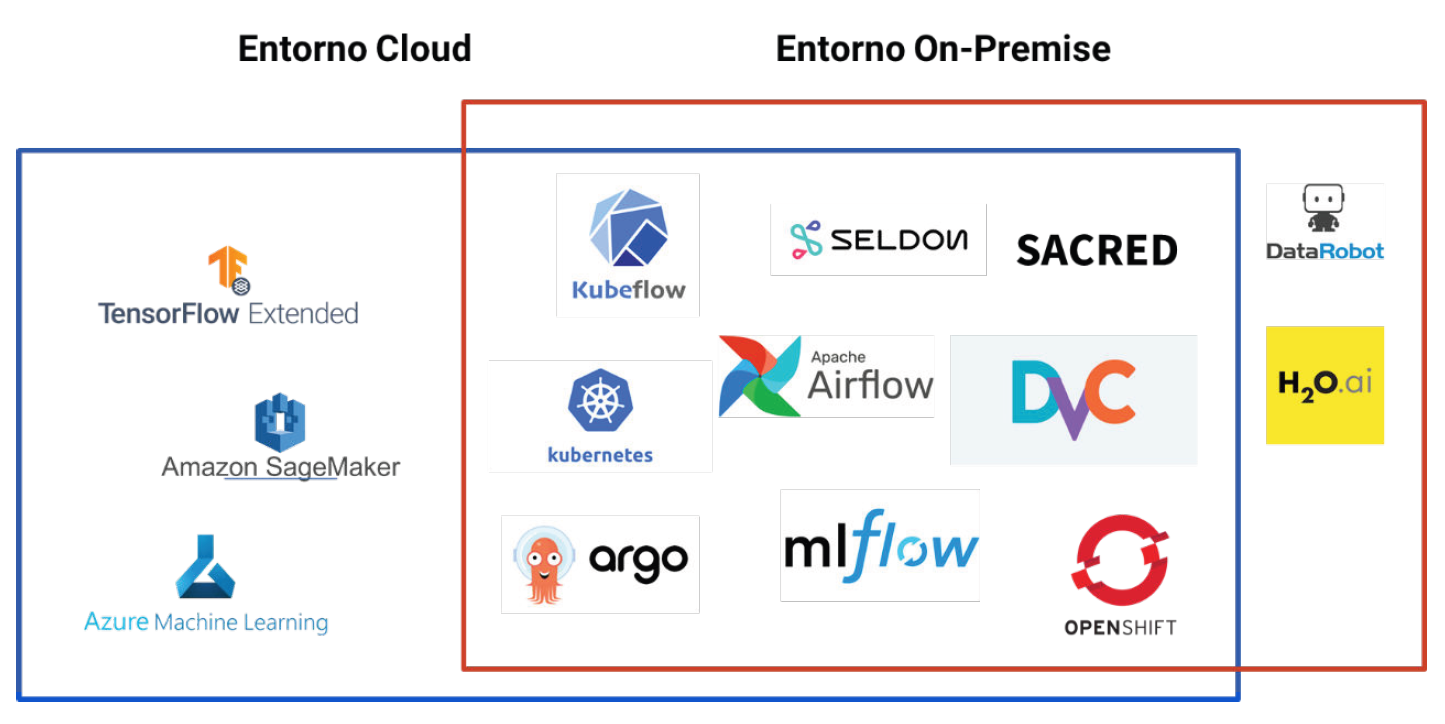 Entorno Cloud
Entorno On-Premise
TensorFlow Extended
Amazon SageMaker
Azure Machine Learning
Kubeflow
SELDON
SACRED
kubernetes
Apache
Airflow
DVC
argo
mlflow
OPENSHIFT
DataRobot
H2O.ai